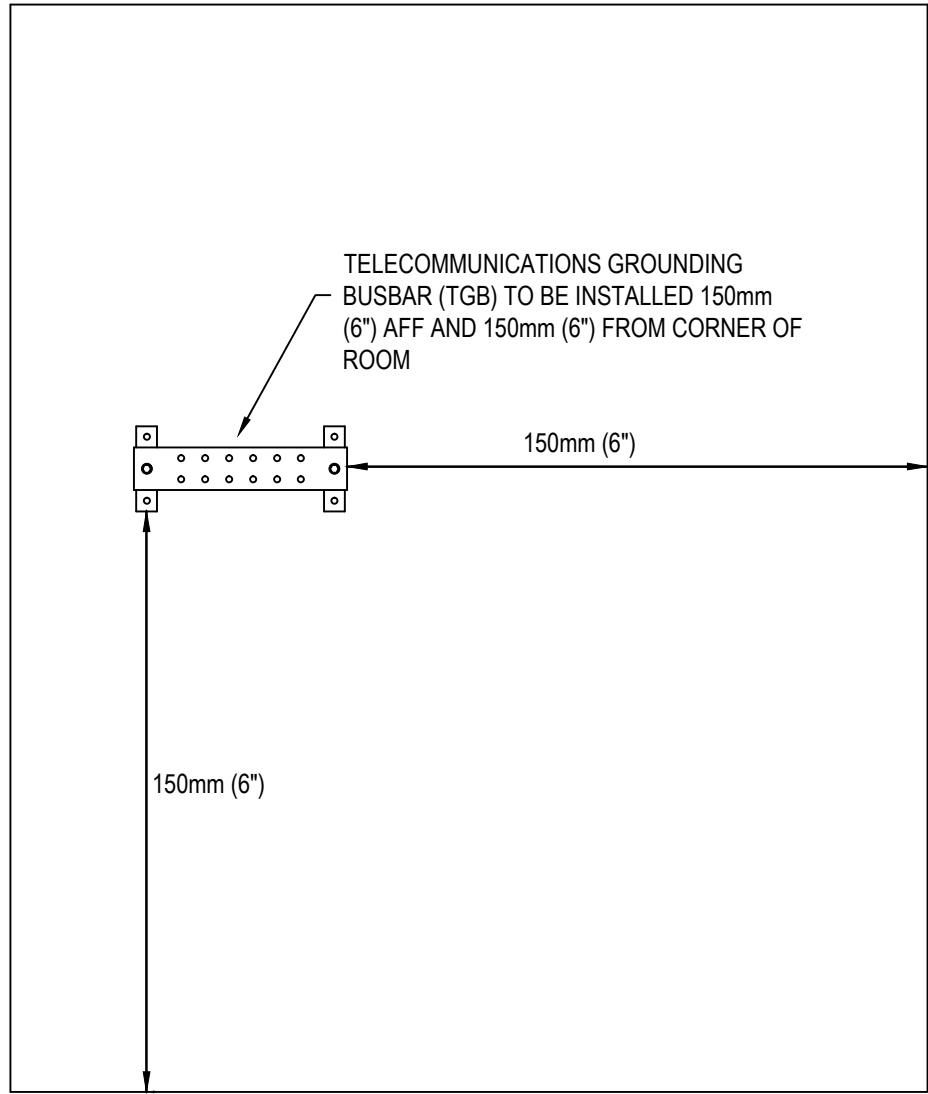 TELECOMMUNICATIONS GROUNDING
BUSBAR (TGB) TO BE INSTALLED 150mm
(6") AFF AND 150mm (6") FROM CORNER OF
ROOM
150mm (6")
150mm (6")